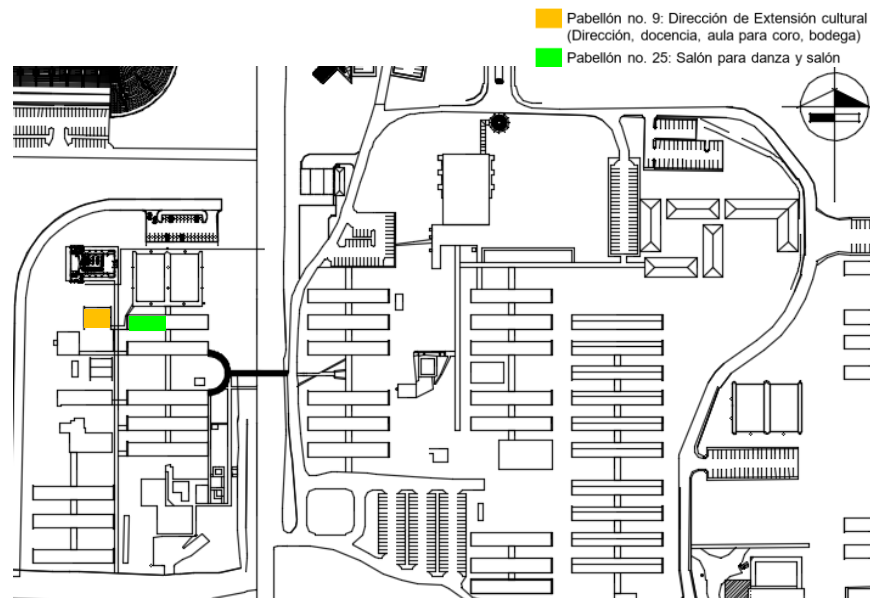 Pabellón no. 9: Dirección de Extensión cultural
(Dirección, docencia, aula para coro, bodega)
Pabellón no. 25: Salón para danza y salón